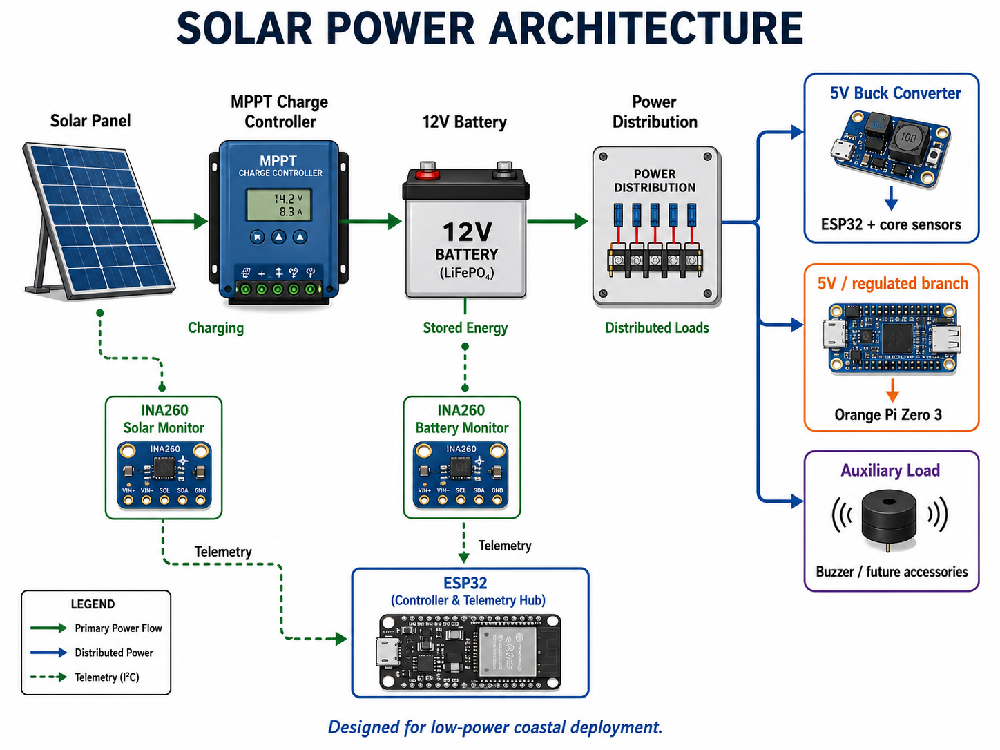 SOLAR POWER ARCHITECTURE
Solar Panel
MPPT Charge
Controller
12V Battery
Power
Distribution
MPPT
CHARGE CONTROLLER
14.2 V
8.3 A
12V
BATTERY
(LiFePO₄)
POWER
DISTRIBUTION
5V Buck Converter
100
ESP32 + core sensors
5V / regulated branch
Orange Pi Zero 3
Auxiliary Load
Buzzer / future accessories
Charging
Stored Energy
Distributed Loads
INA260
Solar Monitor
INA260
VIN+ VIN- SCL SDA GND
INA260
Battery Monitor
INA260
VIN+ VIN- SCL SDA GND
Telemetry
Telemetry
ESP32
(Controller & Telemetry Hub)
LEGEND
Primary Power Flow
Distributed Power
Telemetry (I²C)
Designed for low-power coastal deployment.